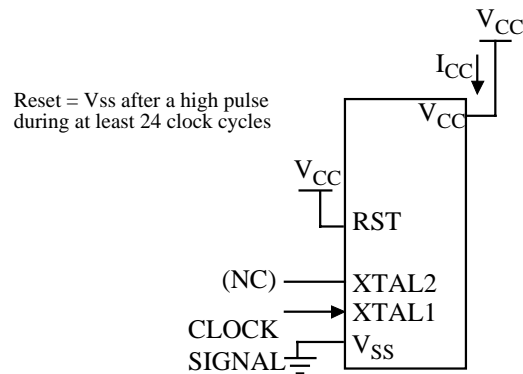 VCC
ICC
Reset = Vss after a high pulse
during at least 24 clock cycles
VCC
VCC
RST
(NC)
XTAL2
XTAL1
CLOCK
SIGNAL
VSS